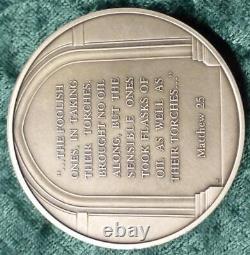 "...THE FOOLISH
ONES, IN TAKING
THEIR TORCHES,
BROUGHT NO OIL
ALONG, BUT THE
SENSIBLE ONES
TOOK FLASKS OF
OIL AS WELL AS
THEIR TORCHES...."
Matthew 25